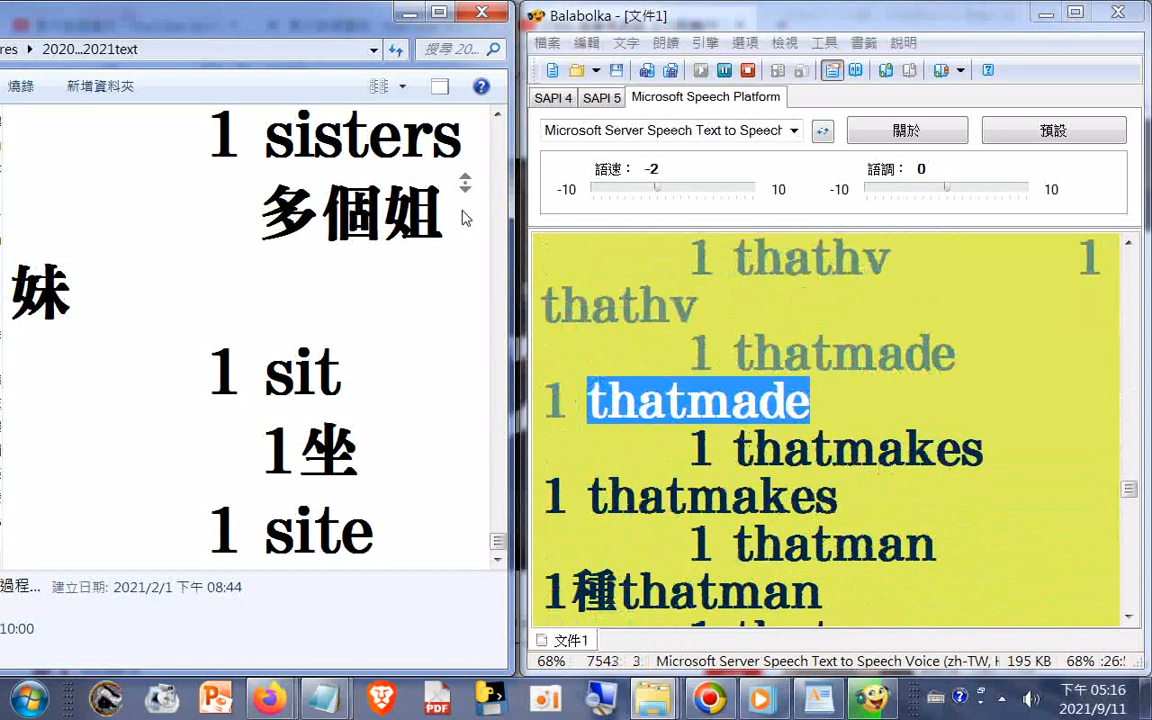 res ▸ 2020...2021text
搜尋 20...
燒錄 新增資料夾
1 sisters
多個姐
妹
1 sit
1坐
1 site
過程... 建立日期: 2021/2/1 下午 08:44
10:00
Balabolka - [文件1]
檔案 編輯 文字 朗讀 引擎 選項 檢視 工具 書籤 說明
SAPI 4 SAPI 5 Microsoft Speech Platform
Microsoft Server Speech Text to Speech 關於 預設
語速： -2 語調： 0
-10 10 -10 10
1 thathv 1
thathv
1 thatmade
1 thatmade
1 thatmakes
1 thatmakes
1 thatman
1種thatman
文件1
68% 7543 3 Microsoft Server Speech Text to Speech Voice (zh-TW, H 195 KB 68%
PDF
下午 05:16
2021/9/11